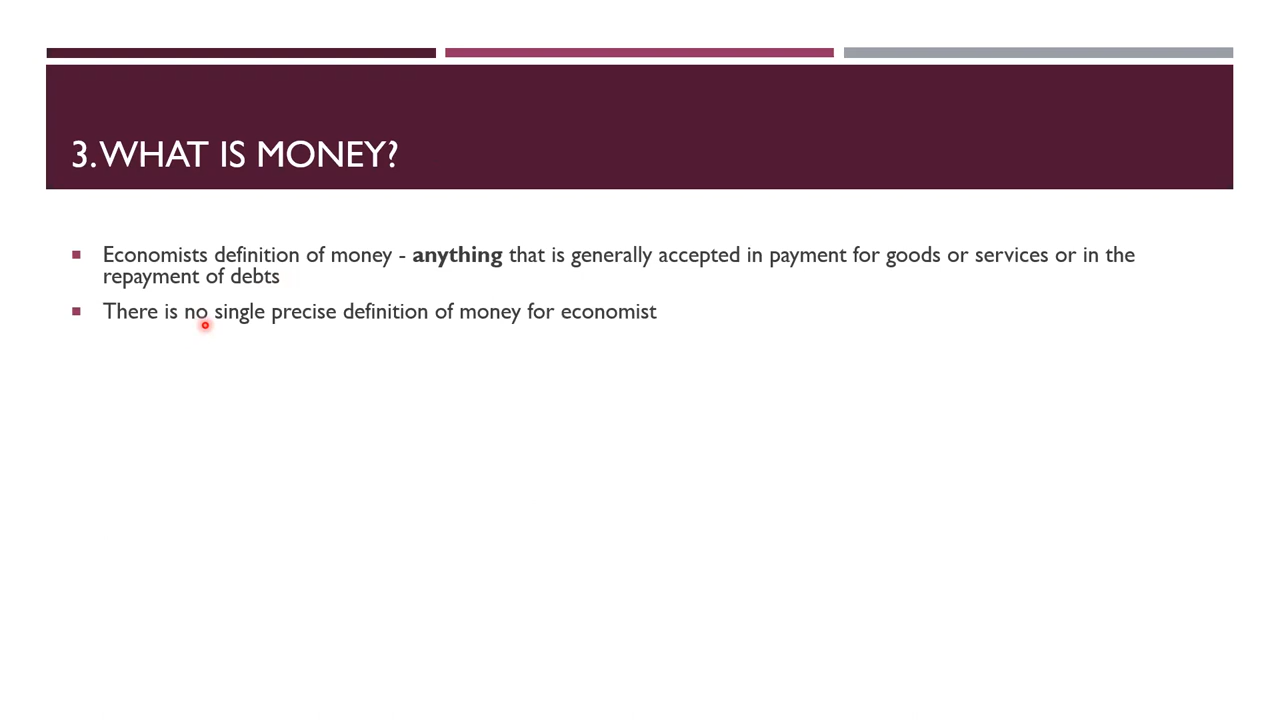 3. WHAT IS MONEY?
Economists definition of money - anything that is generally accepted in payment for goods or services or in the
repayment of debts
There is no single precise definition of money for economist